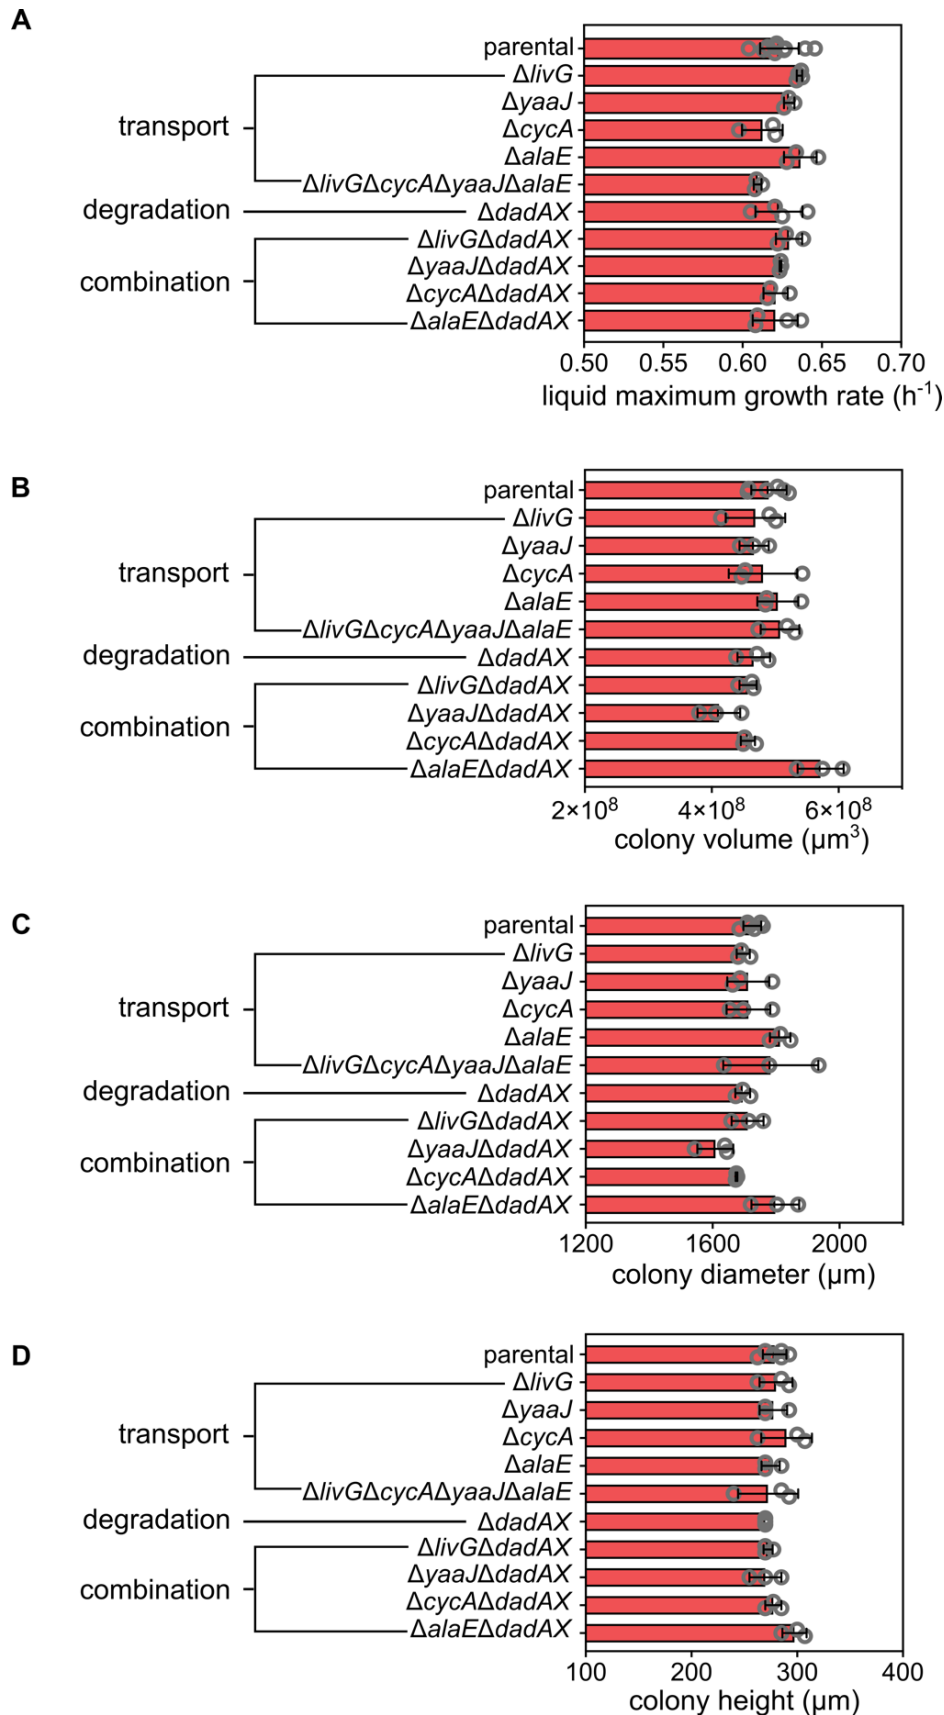 A
parental
ΔlivG
ΔyaaJ
transport
ΔcycA
ΔalaE
ΔlivGΔcycAΔyaaJΔalaE
degradation
ΔdadAX
ΔlivGΔdadAX
combination
ΔyaaJΔdadAX
ΔcycAΔdadAX
ΔalaEΔdadAX
0.50 0.55 0.60 0.65 0.70
liquid maximum growth rate (h⁻¹)
B
parental
ΔlivG
ΔyaaJ
transport
ΔcycA
ΔalaE
ΔlivGΔcycAΔyaaJΔalaE
degradation
ΔdadAX
ΔlivGΔdadAX
combination
ΔyaaJΔdadAX
ΔcycAΔdadAX
ΔalaEΔdadAX
2×10⁸ 4×10⁸ 6×10⁸
colony volume (µm³)
C
parental
ΔlivG
ΔyaaJ
transport
ΔcycA
ΔalaE
ΔlivGΔcycAΔyaaJΔalaE
degradation
ΔdadAX
ΔlivGΔdadAX
combination
ΔyaaJΔdadAX
ΔcycAΔdadAX
ΔalaEΔdadAX
1200 1600 2000
colony diameter (µm)
D
parental
ΔlivG
ΔyaaJ
transport
ΔcycA
ΔalaE
ΔlivGΔcycAΔyaaJΔalaE
degradation
ΔdadAX
ΔlivGΔdadAX
combination
ΔyaaJΔdadAX
ΔcycAΔdadAX
ΔalaEΔdadAX
100 200 300 400
colony height (µm)